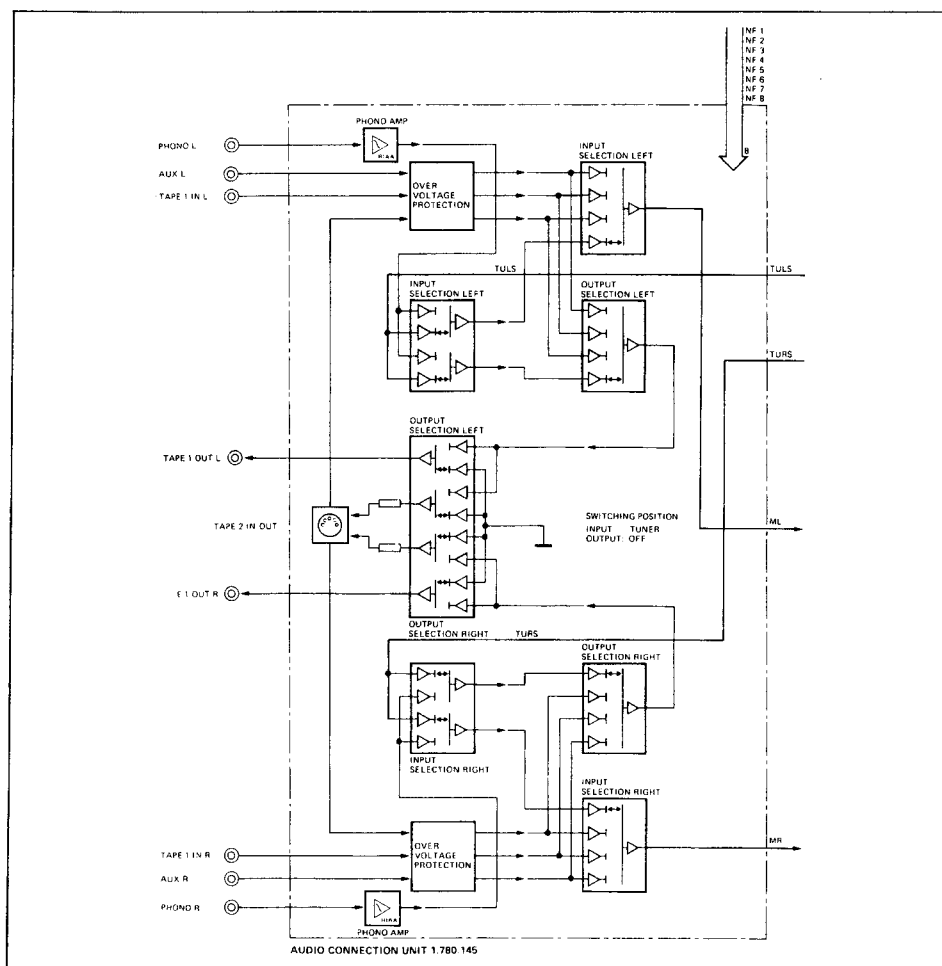 NF 1
NF 2
NF 3
NF 4
NF 5
NF 6
NF 7
NF 8
8
PHONO AMP
PHONO L
RIAA
INPUT
SELECTION LEFT
AUX L
OVER
VOLTAGE
PROTECTION
TAPE 1 IN L
TULS
TULS
INPUT
SELECTION LEFT
OUTPUT
SELECTION LEFT
TURS
OUTPUT
SELECTION LEFT
TAPE 1 OUT L
TAPE 2 IN OUT
SWITCHING POSITION
INPUT TUNER
OUTPUT: OFF
ML
E 1 OUT R
OUTPUT
SELECTION RIGHT
TURS
OUTPUT
SELECTION RIGHT
INPUT
SELECTION RIGHT
INPUT
SELECTION RIGHT
OVER
VOLTAGE
PROTECTION
MR
TAPE 1 IN R
AUX R
PHONO R
RIAA
PHONO AMP
AUDIO CONNECTION UNIT 1.780.145